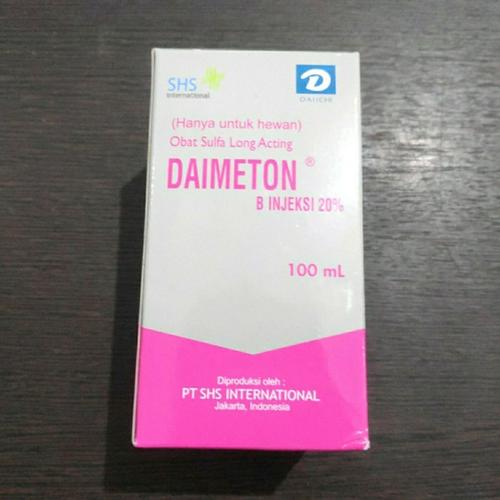 SHS
international
DAIICHI
(Hanya untuk hewan)
Obat Sulfa Long Acting
DAIMETON ®
B INJEKSI 20%
100 mL
Diproduksi oleh :
PT SHS INTERNATIONAL
Jakarta, Indonesia